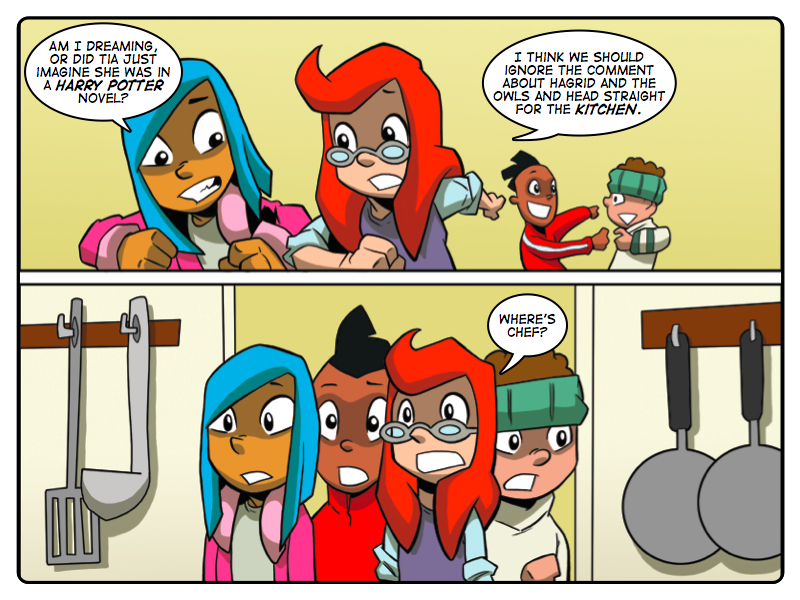 AM I DREAMING,
OR DID TIA JUST
IMAGINE SHE WAS IN
A HARRY POTTER
NOVEL?
I THINK WE SHOULD
IGNORE THE COMMENT
ABOUT HAGRID AND THE
OWLS AND HEAD STRAIGHT
FOR THE KITCHEN.
WHERE'S
CHEF?